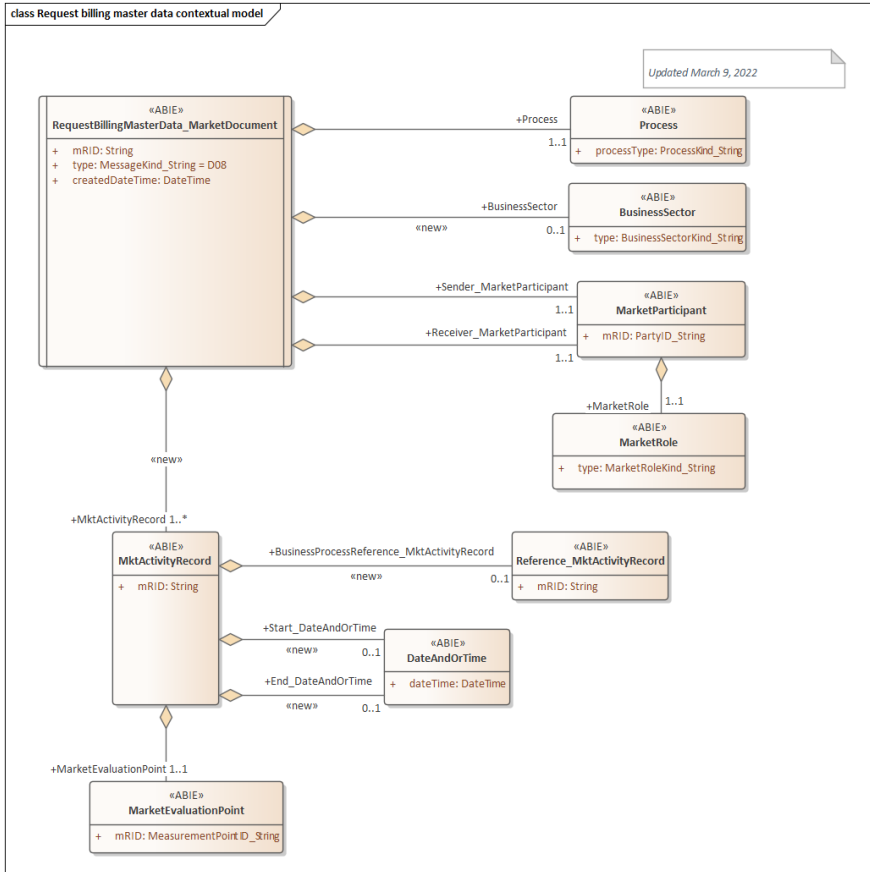 class Request billing master data contextual model
Updated March 9, 2022
«ABIE»
RequestBillingMasterData_MarketDocument
+ mRID: String
+ type: MessageKind_String = D08
+ createdDateTime: DateTime
+Process
1..1
«ABIE»
Process
+ processType: ProcessKind_String
+BusinessSector
«new»
0..1
«ABIE»
BusinessSector
+ type: BusinessSectorKind_String
+Sender_MarketParticipant
1..1
+Receiver_MarketParticipant
1..1
«ABIE»
MarketParticipant
+ mRID: PartyID_String
+MarketRole
1..1
«ABIE»
MarketRole
+ type: MarketRoleKind_String
«new»
+MktActivityRecord 1..*
«ABIE»
MktActivityRecord
+ mRID: String
+BusinessProcessReference_MktActivityRecord
«new»
0..1
«ABIE»
Reference_MktActivityRecord
+ mRID: String
+Start_DateAndOrTime
«new»
0..1
+End_DateAndOrTime
«new»
0..1
«ABIE»
DateAndOrTime
+ dateTime: DateTime
+MarketEvaluationPoint 1..1
«ABIE»
MarketEvaluationPoint
+ mRID: MeasurementPointID_String